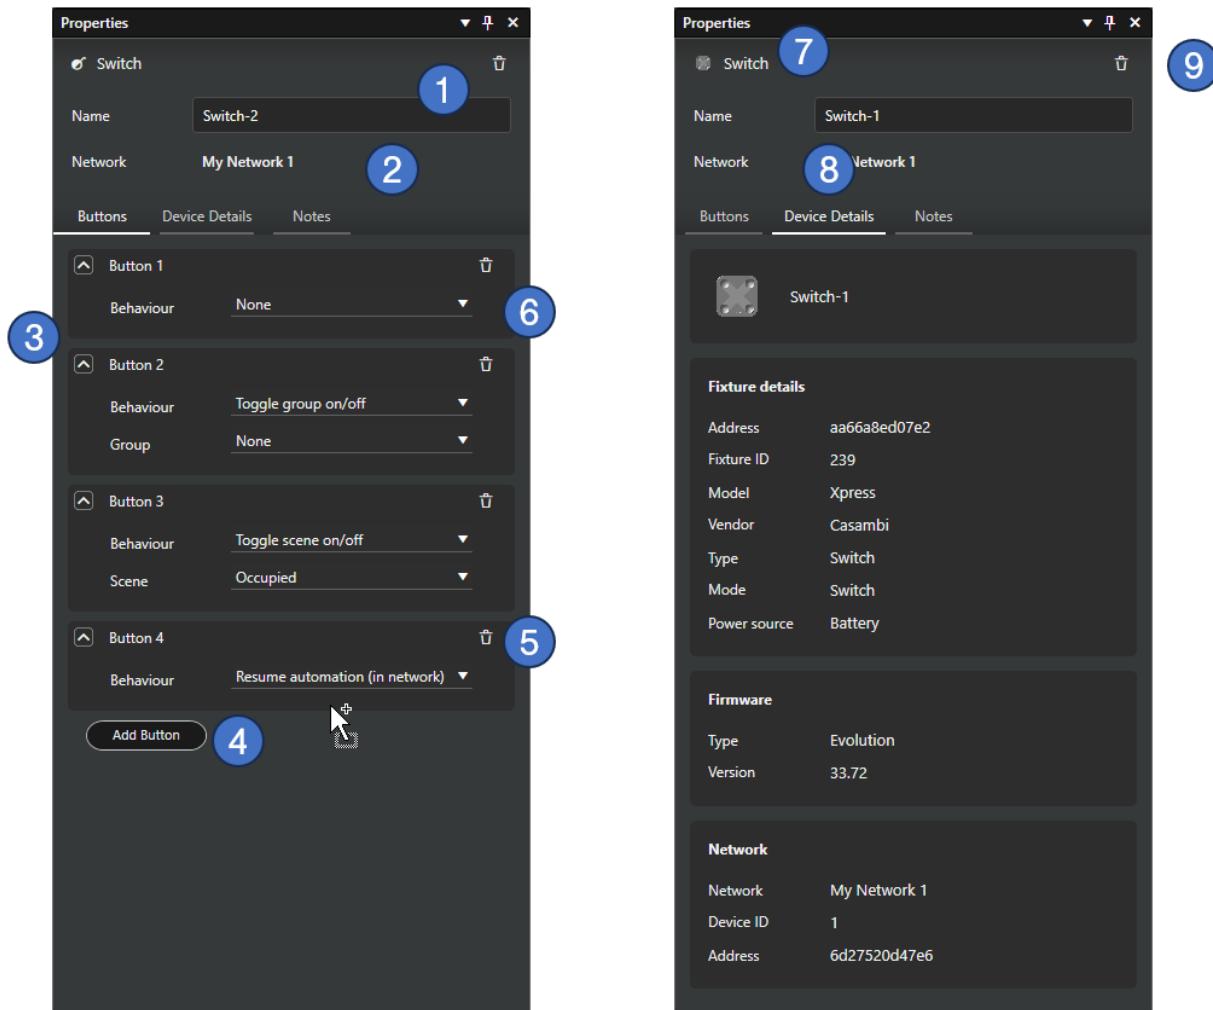 Properties
Switch
1
Name Switch-2
Network My Network 1
2
Buttons Device Details Notes
Button 1
Behaviour None
6
3
Button 2
Behaviour Toggle group on/off
Group None
Button 3
Behaviour Toggle scene on/off
Scene Occupied
Button 4
5
Behaviour Resume automation (in network)
Add Button
4
Properties
7
Switch
9
Name Switch-1
Network Network 1
8
Buttons Device Details Notes
Switch-1
Fixture details
Address aa66a8ed07e2
Fixture ID 239
Model Xpress
Vendor Casambi
Type Switch
Mode Switch
Power source Battery
Firmware
Type Evolution
Version 33.72
Network
Network My Network 1
Device ID 1
Address 6d27520d47e6